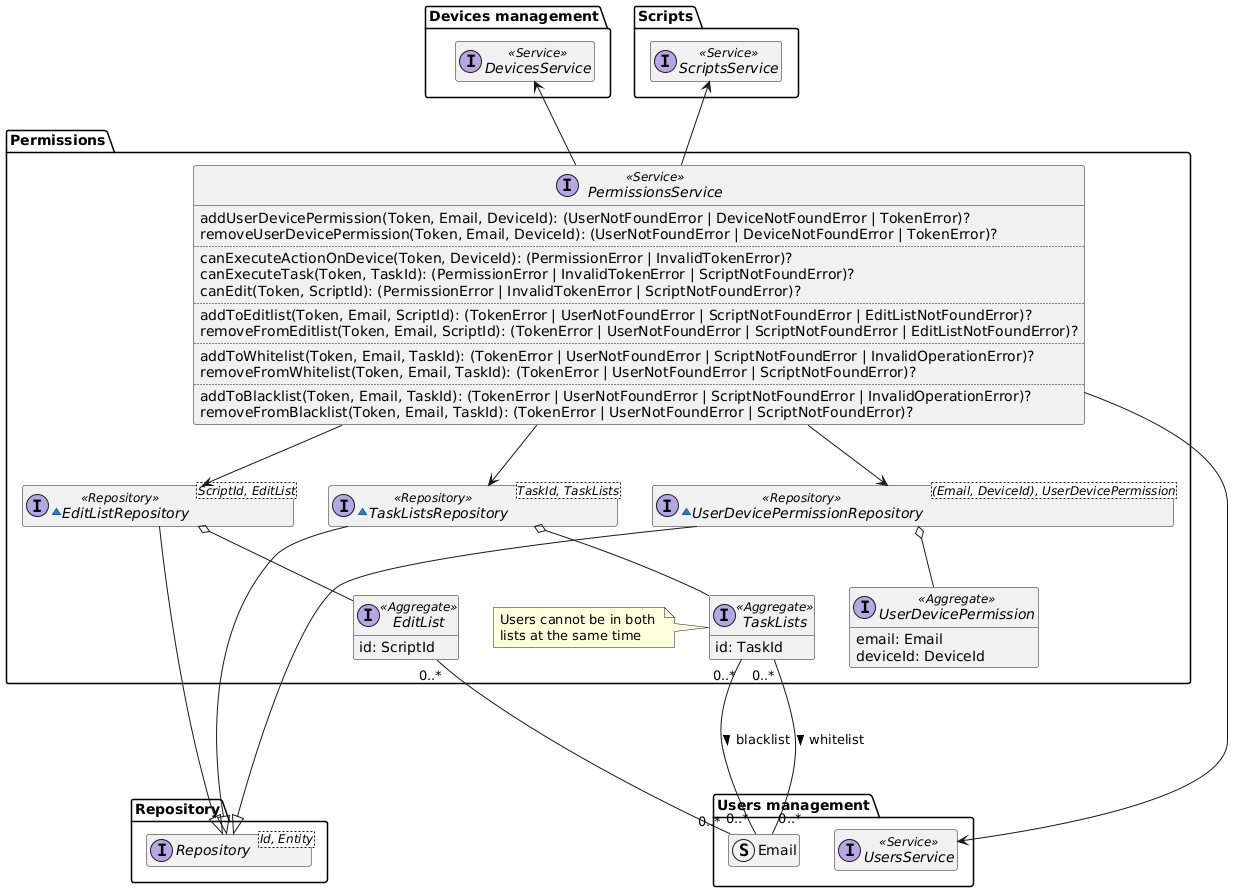 Devices management
Scripts
I «Service»
DevicesService
I «Service»
ScriptsService
Permissions
I «Service»
PermissionsService
addUserDevicePermission(Token, Email, DeviceId): (UserNotFoundError | DeviceNotFoundError | TokenError)?
removeUserDevicePermission(Token, Email, DeviceId): (UserNotFoundError | DeviceNotFoundError | TokenError)?
canExecuteActionOnDevice(Token, DeviceId): (PermissionError | InvalidTokenError)?
canExecuteTask(Token, TaskId): (PermissionError | InvalidTokenError | ScriptNotFoundError)?
canEdit(Token, ScriptId): (PermissionError | InvalidTokenError | ScriptNotFoundError)?
addToEditlist(Token, Email, ScriptId): (TokenError | UserNotFoundError | ScriptNotFoundError | EditListNotFoundError)?
removeFromEditlist(Token, Email, ScriptId): (TokenError | UserNotFoundError | ScriptNotFoundError | EditListNotFoundError)?
addToWhitelist(Token, Email, TaskId): (TokenError | UserNotFoundError | ScriptNotFoundError | InvalidOperationError)?
removeFromWhitelist(Token, Email, TaskId): (TokenError | UserNotFoundError | ScriptNotFoundError)?
addToBlacklist(Token, Email, TaskId): (TokenError | UserNotFoundError | ScriptNotFoundError | InvalidOperationError)?
removeFromBlacklist(Token, Email, TaskId): (TokenError | UserNotFoundError | ScriptNotFoundError)?
I «Repository»
EditListRepository
ScriptId, EditList
I «Repository»
TaskListsRepository
TaskId, TaskLists
I «Repository»
UserDevicePermissionRepository
(Email, DeviceId), UserDevicePermission
I «Aggregate»
EditList
id: ScriptId
Users cannot be in both
lists at the same time
I «Aggregate»
TaskLists
id: TaskId
I «Aggregate»
UserDevicePermission
email: Email
deviceId: DeviceId
0..*
0..*
0..*
blacklist
whitelist
Repository
I Repository
Id, Entity
Users management
0..*
0..*
0..*
S Email
I «Service»
UsersService